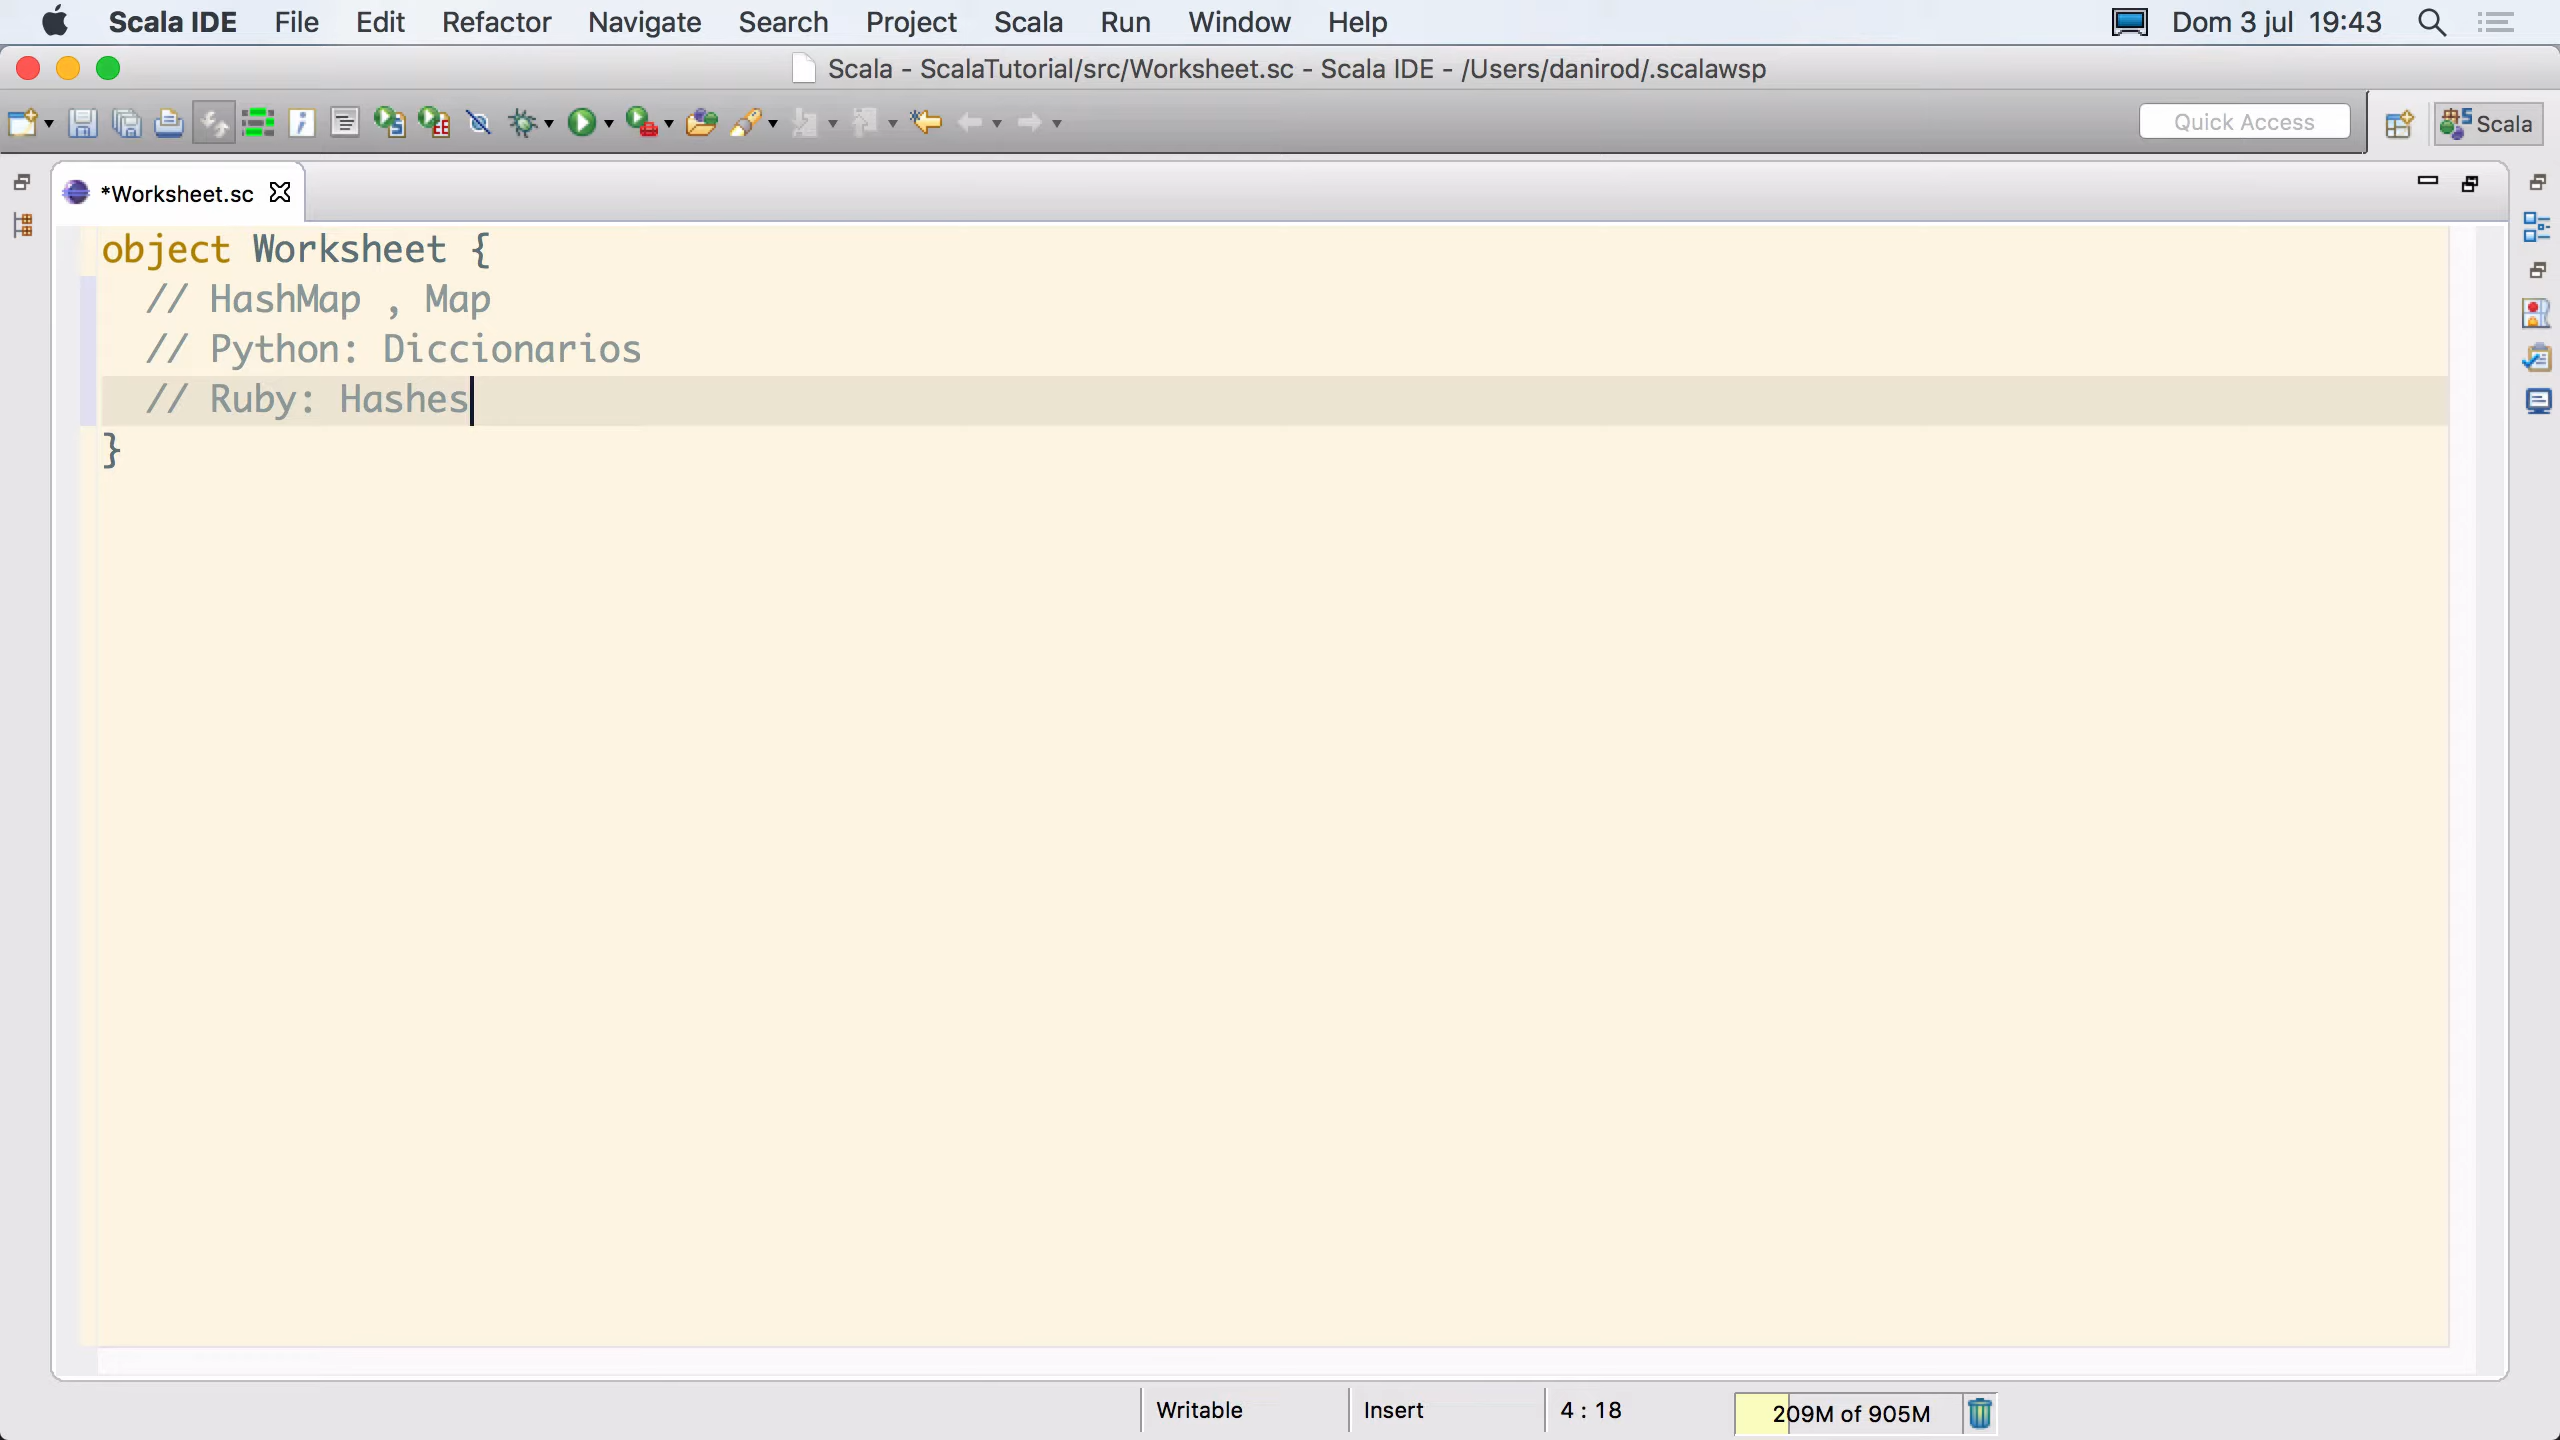 Scala IDE File Edit Refactor Navigate Search Project Scala Run Window Help Dom 3 jul 19:43
Scala - ScalaTutorial/src/Worksheet.sc - Scala IDE - /Users/danirod/.scalawsp
Quick Access Scala
*Worksheet.sc
object Worksheet {
// HashMap , Map
// Python: Diccionarios
// Ruby: Hashes
}
Writable Insert 4 : 18 209M of 905M